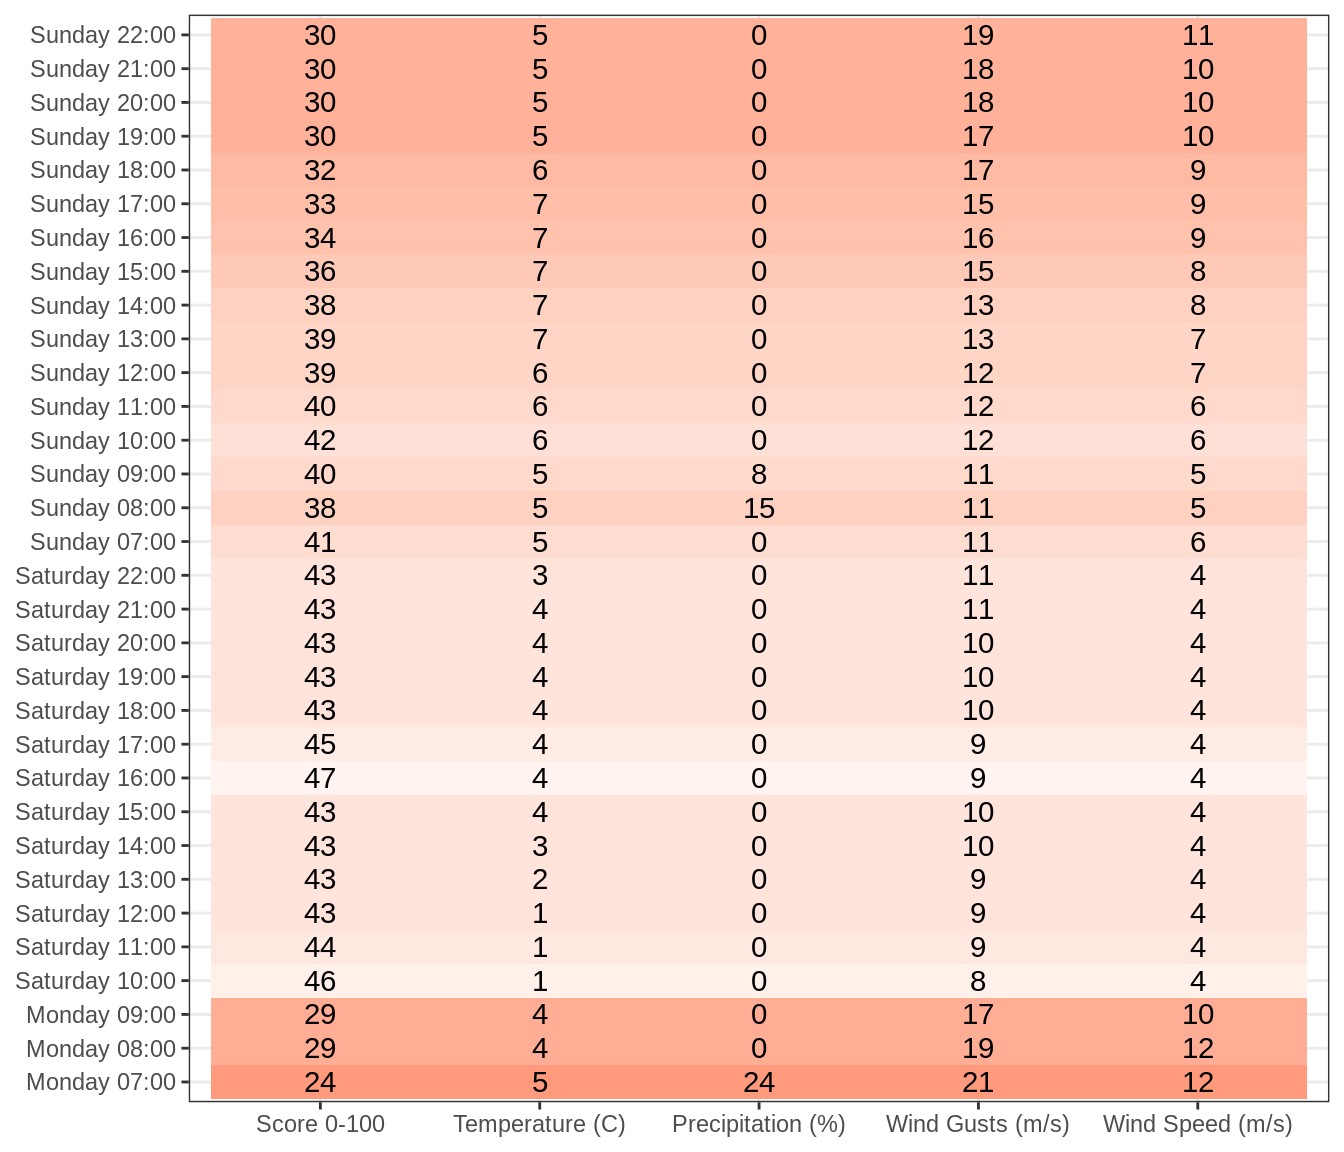 Sunday 22:00 30 5 0 19 11
Sunday 21:00 30 5 0 18 10
Sunday 20:00 30 5 0 18 10
Sunday 19:00 30 5 0 17 10
Sunday 18:00 32 6 0 17 9
Sunday 17:00 33 7 0 15 9
Sunday 16:00 34 7 0 16 9
Sunday 15:00 36 7 0 15 8
Sunday 14:00 38 7 0 13 8
Sunday 13:00 39 7 0 13 7
Sunday 12:00 39 6 0 12 7
Sunday 11:00 40 6 0 12 6
Sunday 10:00 42 6 0 12 6
Sunday 09:00 40 5 8 11 5
Sunday 08:00 38 5 15 11 5
Sunday 07:00 41 5 0 11 6
Saturday 22:00 43 3 0 11 4
Saturday 21:00 43 4 0 11 4
Saturday 20:00 43 4 0 10 4
Saturday 19:00 43 4 0 10 4
Saturday 18:00 43 4 0 10 4
Saturday 17:00 45 4 0 9 4
Saturday 16:00 47 4 0 9 4
Saturday 15:00 43 4 0 10 4
Saturday 14:00 43 3 0 10 4
Saturday 13:00 43 2 0 9 4
Saturday 12:00 43 1 0 9 4
Saturday 11:00 44 1 0 9 4
Saturday 10:00 46 1 0 8 4
Monday 09:00 29 4 0 17 10
Monday 08:00 29 4 0 19 12
Monday 07:00 24 5 24 21 12
Score 0-100 Temperature (C) Precipitation (%) Wind Gusts (m/s) Wind Speed (m/s)